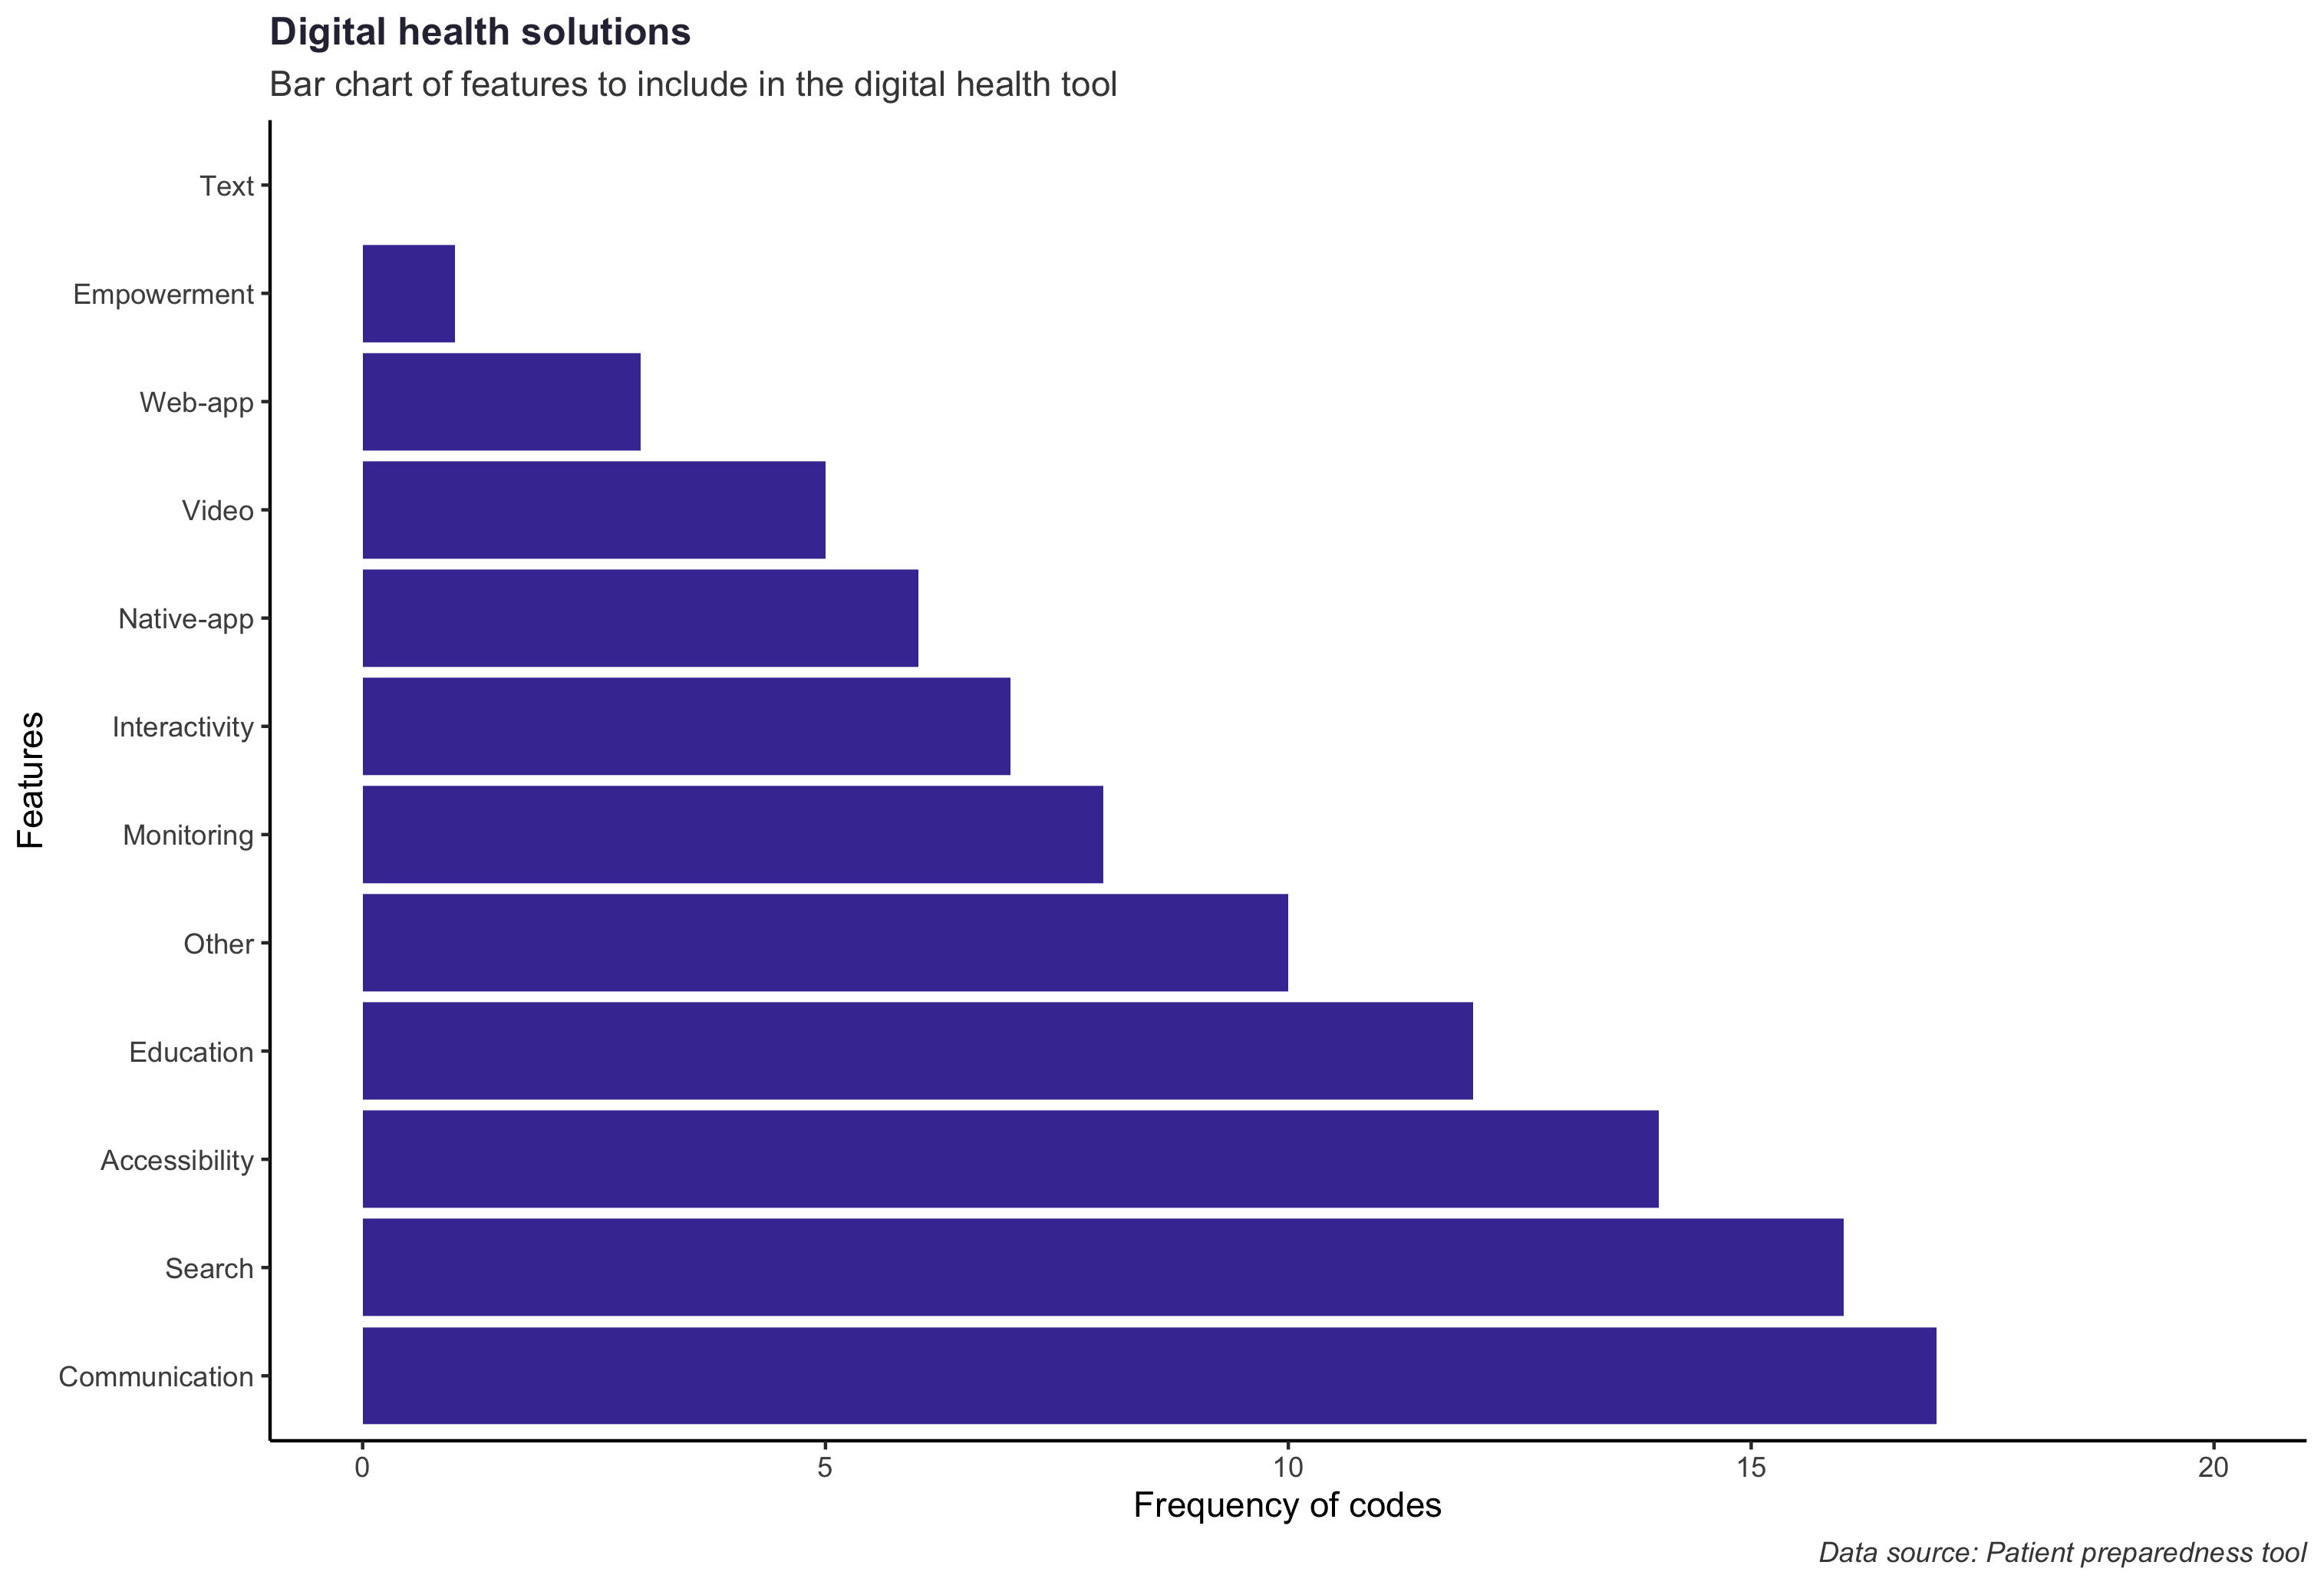 Digital health solutions
Bar chart of features to include in the digital health tool
Features
Text
Empowerment
Web-app
Video
Native-app
Interactivity
Monitoring
Other
Education
Accessibility
Search
Communication
0 5 10 15 20
Frequency of codes
Data source: Patient preparedness tool